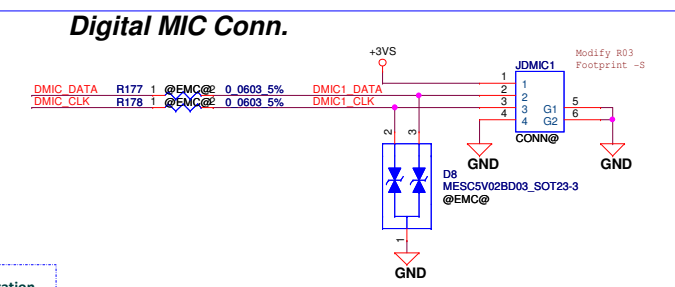 Digital MIC Conn.
+3VS
JDMIC1
Modify R03
Footprint -S
DMIC_DATA R177 1 @EMC@ 2 0_0603_5% DMIC1_DATA
DMIC_CLK R178 1 @EMC@ 2 0_0603_5% DMIC1_CLK
1 1
2 2
3 3 G1 5
4 4 G2 6
CONN@
2 3
GND
GND
D8
MESC5V02BD03_SOT23-3
@EMC@
1
GND